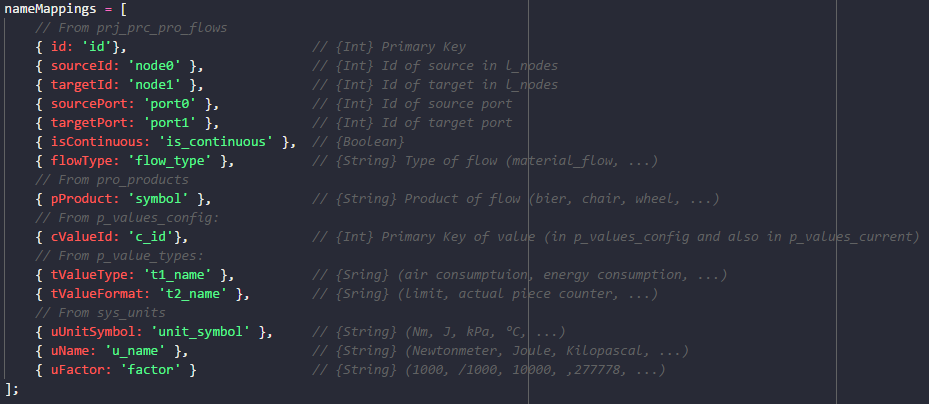 nameMappings = [
// From prj_prc_pro_flows
{ id: 'id'}, // {Int} Primary Key
{ sourceId: 'node0' }, // {Int} Id of source in l_nodes
{ targetId: 'node1' }, // {Int} Id of target in l_nodes
{ sourcePort: 'port0' }, // {Int} Id of source port
{ targetPort: 'port1' }, // {Int} Id of target port
{ isContinuous: 'is_continuous' }, // {Boolean}
{ flowType: 'flow_type' }, // {String} Type of flow (material_flow, ...)
// From pro_products
{ pProduct: 'symbol' }, // {String} Product of flow (bier, chair, wheel, ...)
// From p_values_config:
{ cValueId: 'c_id'}, // {Int} Primary Key of value (in p_values_config and also in p_values_current)
// From p_value_types:
{ tValueType: 't1_name' }, // {Sring} (air consumptuion, energy consumption, ...)
{ tValueFormat: 't2_name' }, // {Sring} (limit, actual piece counter, ...)
// From sys_units
{ uUnitSymbol: 'unit_symbol' }, // {String} (Nm, J, kPa, °C, ...)
{ uName: 'u_name' }, // {String} (Newtonmeter, Joule, Kilopascal, ...)
{ uFactor: 'factor' } // {String} (1000, /1000, 10000, ,277778, ...)
];